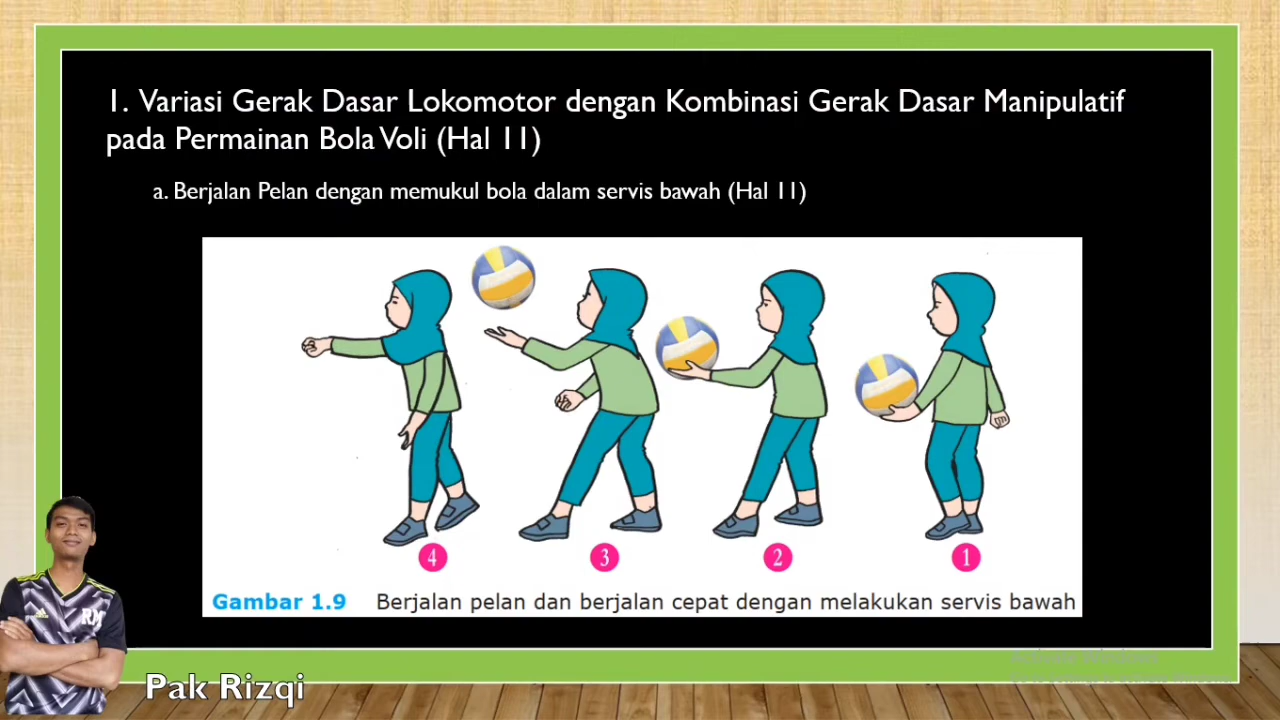 1. Variasi Gerak Dasar Lokomotor dengan Kombinasi Gerak Dasar Manipulatif
pada Permainan Bola Voli (Hal 11)
a. Berjalan Pelan dengan memukul bola dalam servis bawah (Hal 11)
4 3 2 1
Gambar 1.9 Berjalan pelan dan berjalan cepat dengan melakukan servis bawah
RM
Pak Rizqi